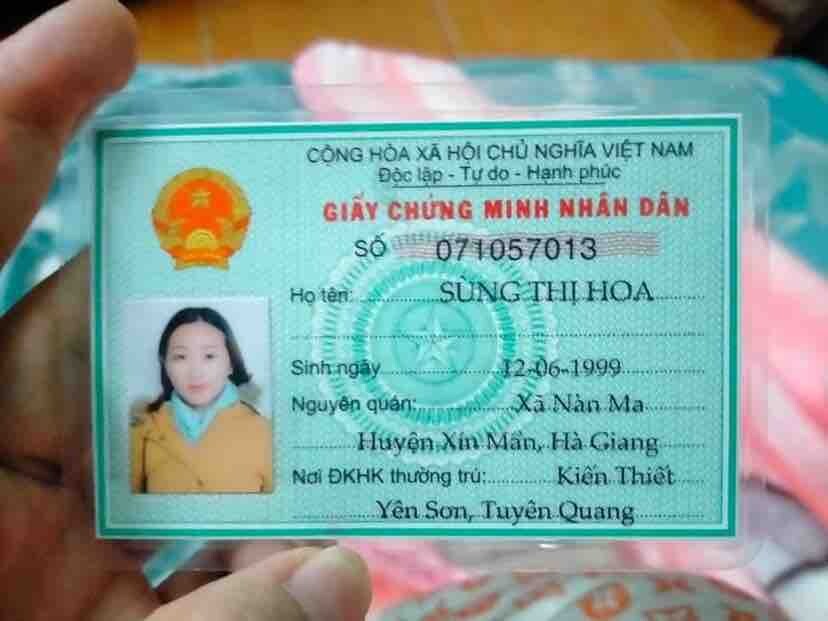 CỘNG HÒA XÃ HỘI CHỦ NGHĨA VIỆT NAM
Độc lập - Tự do - Hạnh phúc
GIẤY CHỨNG MINH NHÂN DÂN
SỐ 071057013
Họ tên: SÙNG THỊ HOA
Sinh ngày 12-06-1999
Nguyên quán: Xã Nàn Ma
Huyện Xín Mần, Hà Giang
Nơi ĐKHK thường trú: Kiến Thiết
Yên Sơn, Tuyên Quang